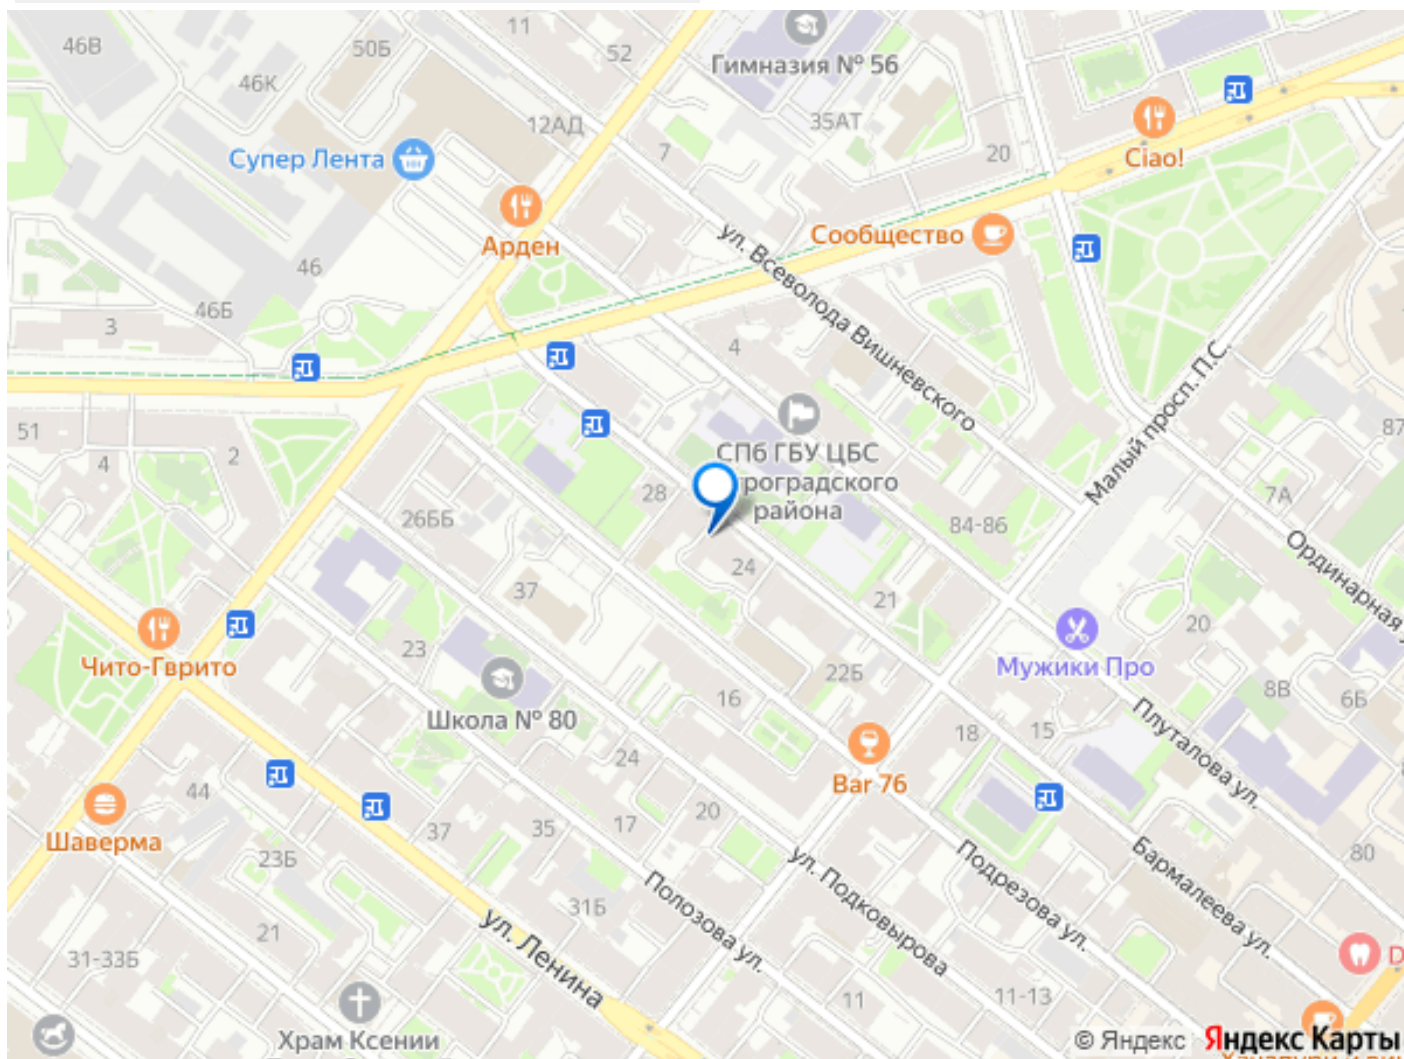 46В
50Б
11
52
46К
Гимназия № 56
12АД
35АТ
7
20
Ciao!
Супер Лента
Арден
Сообщество
ул. Всеволода Вишневского
46
46Б
3
4
Малый просп. П.С.
51
4
2
87
СПб ГБУ ЦБС
роградского
района
28
26ББ
84-86
7А
Ординарная
24
37
21
20
Мужики Про
23
Чито-Гврито
Школа № 80
22Б
8В
6Б
16
18
15
Плуталова ул.
24
Bar 76
44
Шаверма
37
35
17
20
23Б
80
Бармалеева ул.
Подрезова ул.
ул. Подковырова
Полозова ул.
31Б
ул. Ленина
21
31-33Б
11
11-13
D
Храм Ксении
© Яндекс Яндекс Карты